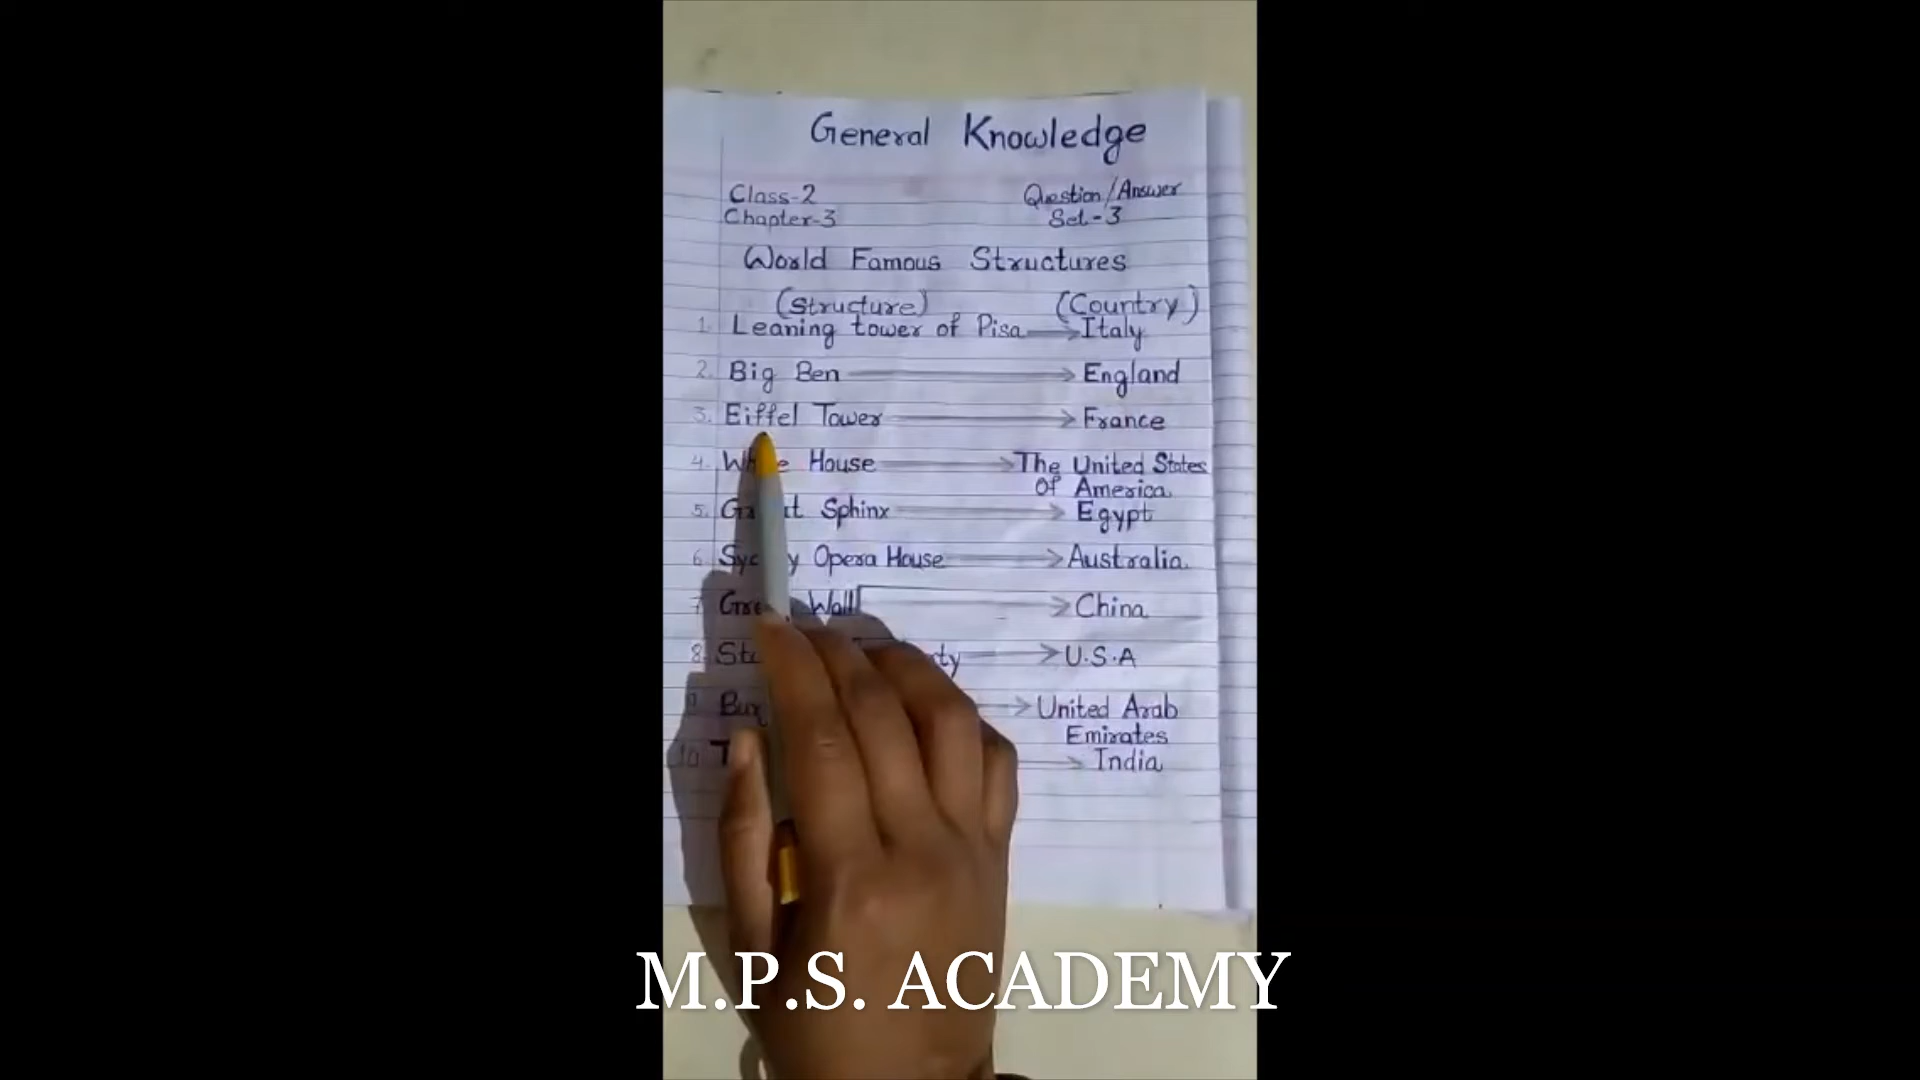 General Knowledge
Class-2 Question/Answer
Chapter-3 Set-3
World Famous Structures
(Structure) (Country)
1. Leaning tower of Pisa → Italy
2. Big Ben → England
3. Eiffel Tower → France
4. House → The United States
Of America
5. Sphinx → Egypt
6. Opera House → Australia
7. Wall → China
8. → U.S.A
9. → United Arab
Emirates
10. → India
M.P.S. ACADEMY